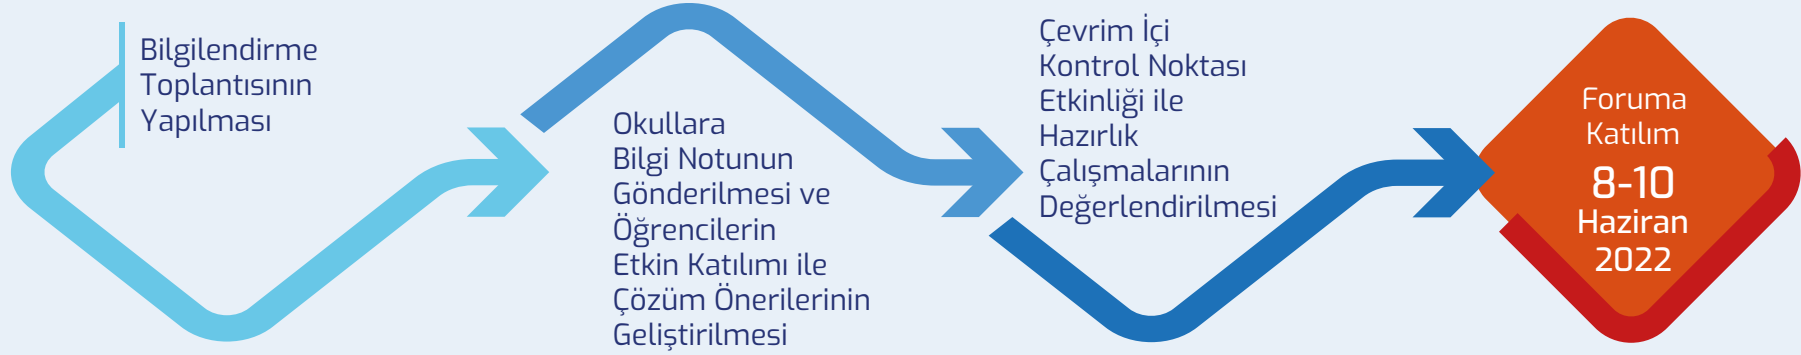 Bilgilendirme
Toplantısının
Yapılması
Okullara
Bilgi Notunun
Gönderilmesi ve
Öğrencilerin
Etkin Katılımı ile
Çözüm Önerilerinin
Geliştirilmesi
Çevrim İçi
Kontrol Noktası
Etkinliği ile
Hazırlık
Çalışmalarının
Değerlendirilmesi
Foruma
Katılım
8-10
Haziran
2022